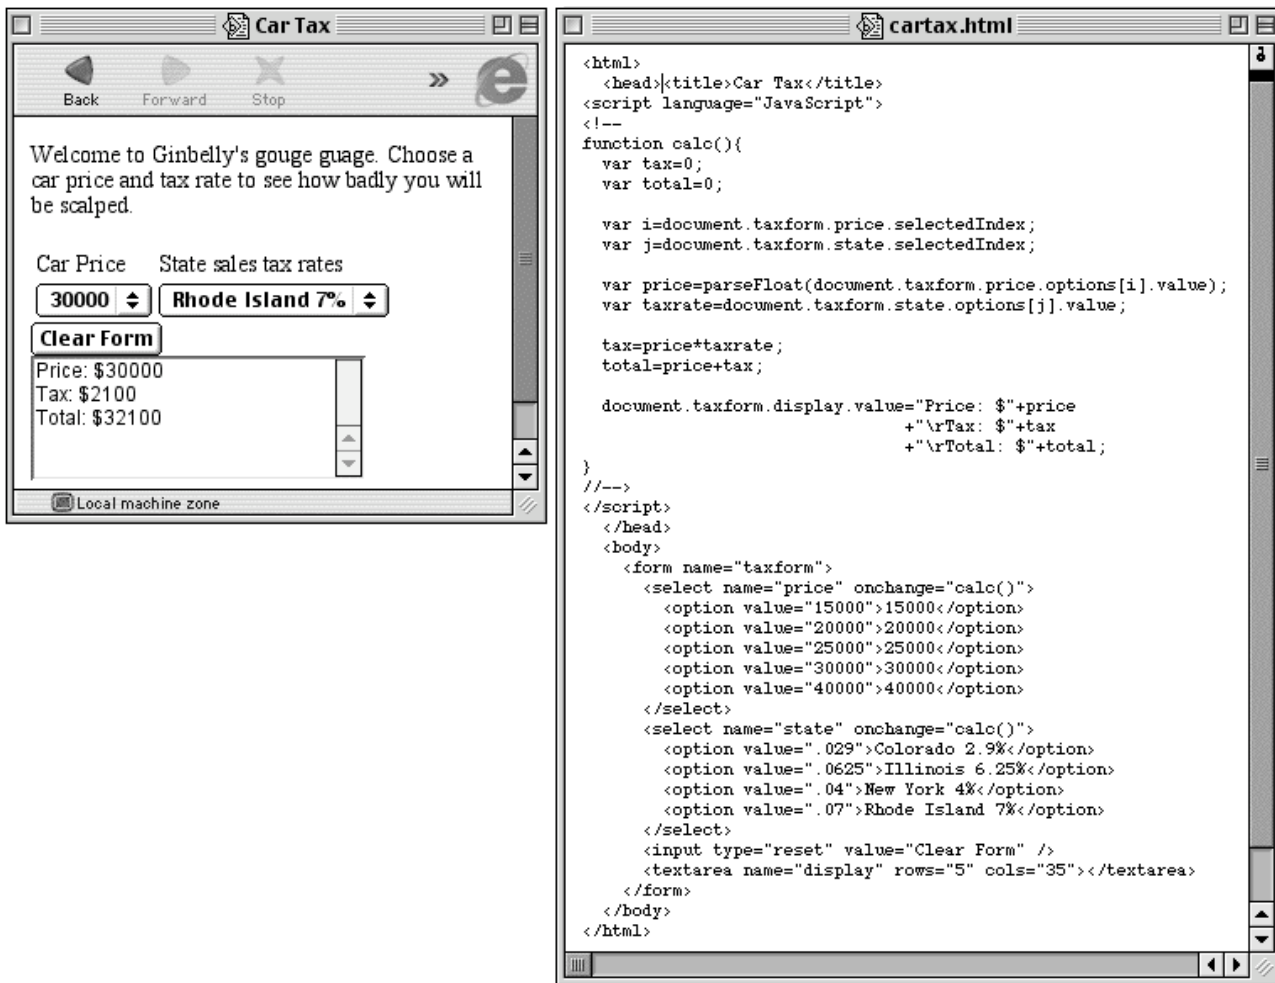 Car Tax
Back
Forward
Stop
»
Welcome to Ginbelly's gouge guage. Choose a
car price and tax rate to see how badly you will
be scalped.
Car Price
State sales tax rates
30000
Rhode Island 7%
Clear Form
Price: $30000
Tax: $2100
Total: $32100
Local machine zone
cartax.html
<html>
  <head><title>Car Tax</title>
<script language="JavaScript">
<!--
function calc(){
  var tax=0;
  var total=0;

  var i=document.taxform.price.selectedIndex;
  var j=document.taxform.state.selectedIndex;

  var price=parseFloat(document.taxform.price.options[i].value);
  var taxrate=document.taxform.state.options[j].value;

  tax=price*taxrate;
  total=price+tax;

  document.taxform.display.value="Price: $"+price
                                +"\rTax: $"+tax
                                +"\rTotal: $"+total;
}
//-->
</script>
  </head>
  <body>
    <form name="taxform">
      <select name="price" onchange="calc()">
        <option value="15000">15000</option>
        <option value="20000">20000</option>
        <option value="25000">25000</option>
        <option value="30000">30000</option>
        <option value="40000">40000</option>
      </select>
      <select name="state" onchange="calc()">
        <option value=".029">Colorado 2.9%</option>
        <option value=".0625">Illinois 6.25%</option>
        <option value=".04">New York 4%</option>
        <option value=".07">Rhode Island 7%</option>
      </select>
      <input type="reset" value="Clear Form" />
      <textarea name="display" rows="5" cols="35"></textarea>
    </form>
  </body>
</html>